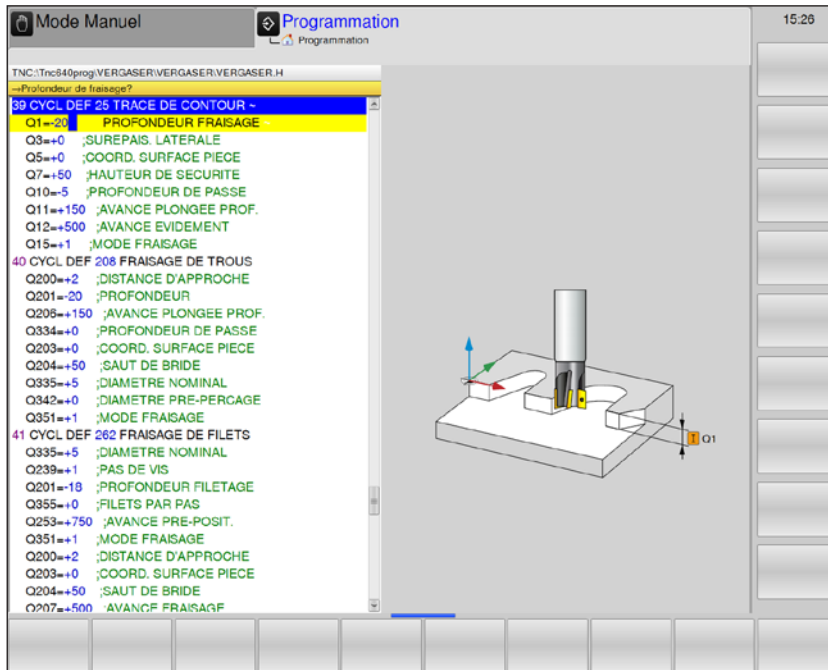 Mode Manuel
Programmation
Programmation
15:26
TNC:\Tnc640prog\VERGASER\VERGASER\VERGASER.H
→Profondeur de fraisage?
39 CYCL DEF 25 TRACE DE CONTOUR ~
Q1=-20 PROFONDEUR FRAISAGE ~
Q3=+0 ;SUREPAIS. LATERALE
Q5=+0 ;COORD. SURFACE PIECE
Q7=+50 ;HAUTEUR DE SECURITE
Q10=-5 ;PROFONDEUR DE PASSE
Q11=+150 ;AVANCE PLONGEE PROF.
Q12=+500 ;AVANCE EVIDEMENT
Q15=+1 ;MODE FRAISAGE
40 CYCL DEF 208 FRAISAGE DE TROUS
Q200=+2 ;DISTANCE D'APPROCHE
Q201=-20 ;PROFONDEUR
Q206=+150 ;AVANCE PLONGEE PROF.
Q334=+0 ;PROFONDEUR DE PASSE
Q203=+0 ;COORD. SURFACE PIECE
Q204=+50 ;SAUT DE BRIDE
Q335=+5 ;DIAMETRE NOMINAL
Q342=+0 ;DIAMETRE PRE-PERCAGE
Q351=+1 ;MODE FRAISAGE
41 CYCL DEF 262 FRAISAGE DE FILETS
Q335=+5 ;DIAMETRE NOMINAL
Q239=+1 ;PAS DE VIS
Q201=-18 ;PROFONDEUR FILETAGE
Q355=+0 ;FILETS PAR PAS
Q253=+750 ;AVANCE PRE-POSIT.
Q351=+1 ;MODE FRAISAGE
Q200=+2 ;DISTANCE D'APPROCHE
Q203=+0 ;COORD. SURFACE PIECE
Q204=+50 ;SAUT DE BRIDE
Q207=+500 ;AVANCE FRAISAGE
Q1